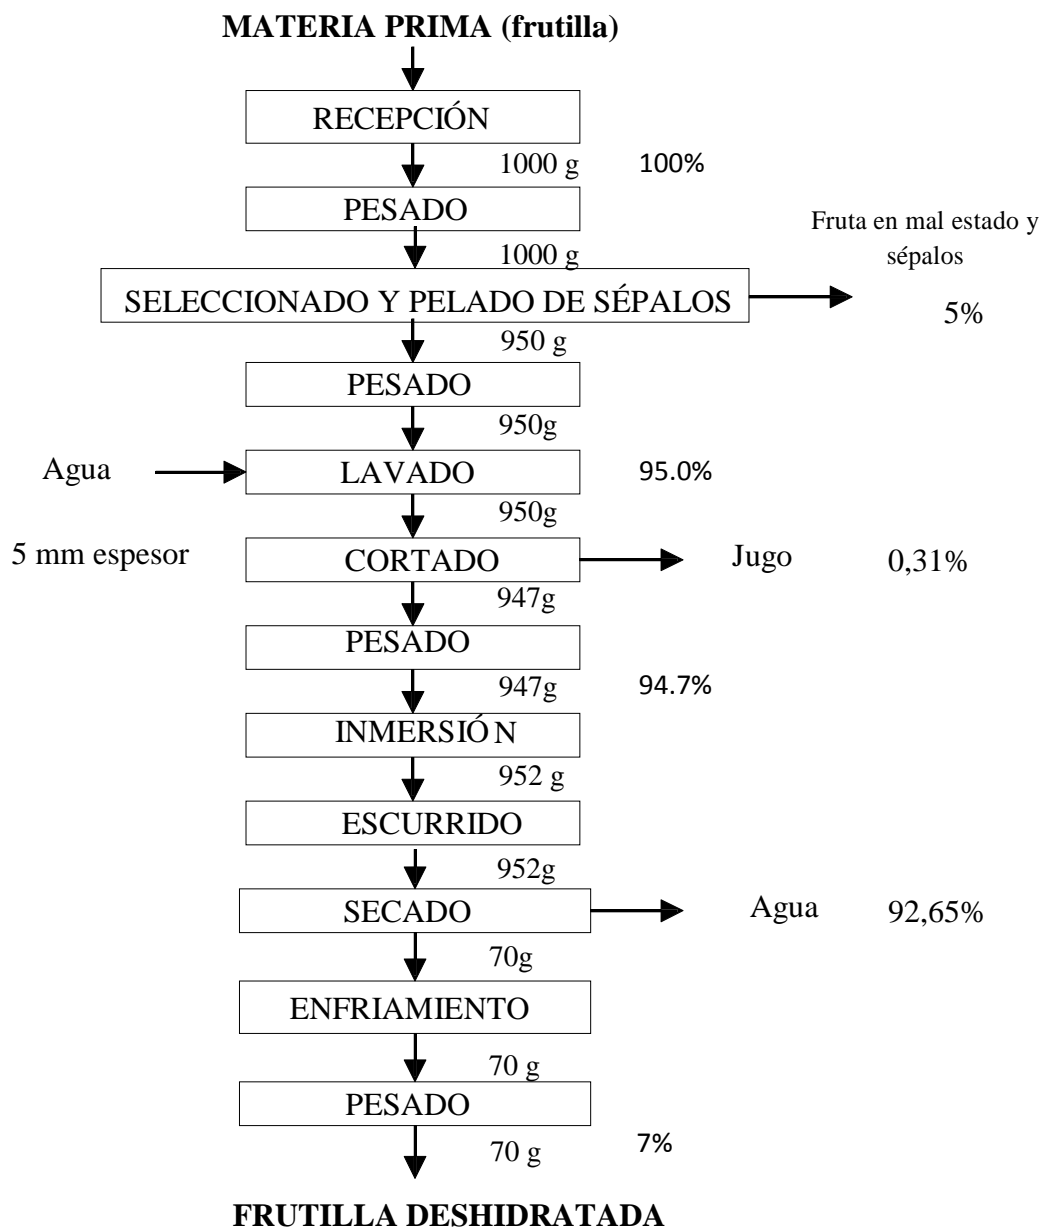 MATERIA PRIMA (frutilla)
RECEPCIÓN
1000 g 100%
PESADO
Fruta en mal estado y
sépalos
1000 g
SELECCIONADO Y PELADO DE SÉPALOS
5%
950 g
PESADO
950g
Agua LAVADO 95.0%
950g
5 mm espesor CORTADO Jugo 0,31%
947g
PESADO
947g 94.7%
INMERSIÓN
952 g
ESCURRIDO
952g
SECADO Agua 92,65%
70g
ENFRIAMIENTO
70 g
PESADO
70 g 7%
FRUTILLA DESHIDRATADA